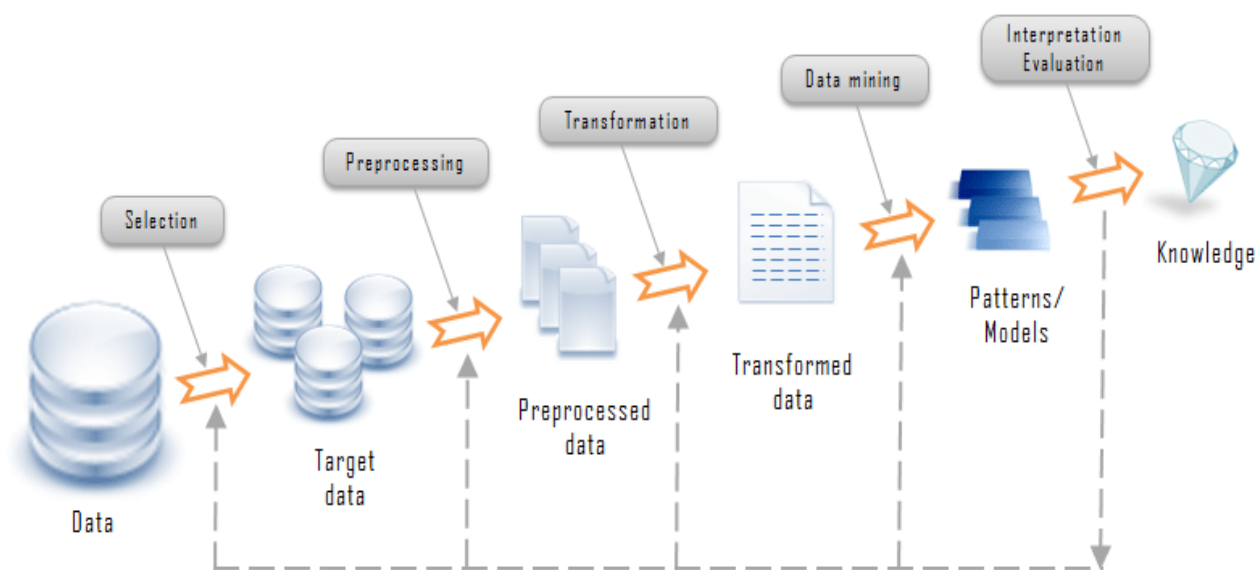 Interpretation
Evaluation
Data mining
Transformation
Preprocessing
Selection
Knowledge
Patterns/
Models
Transformed
data
Preprocessed
data
Target
data
Data